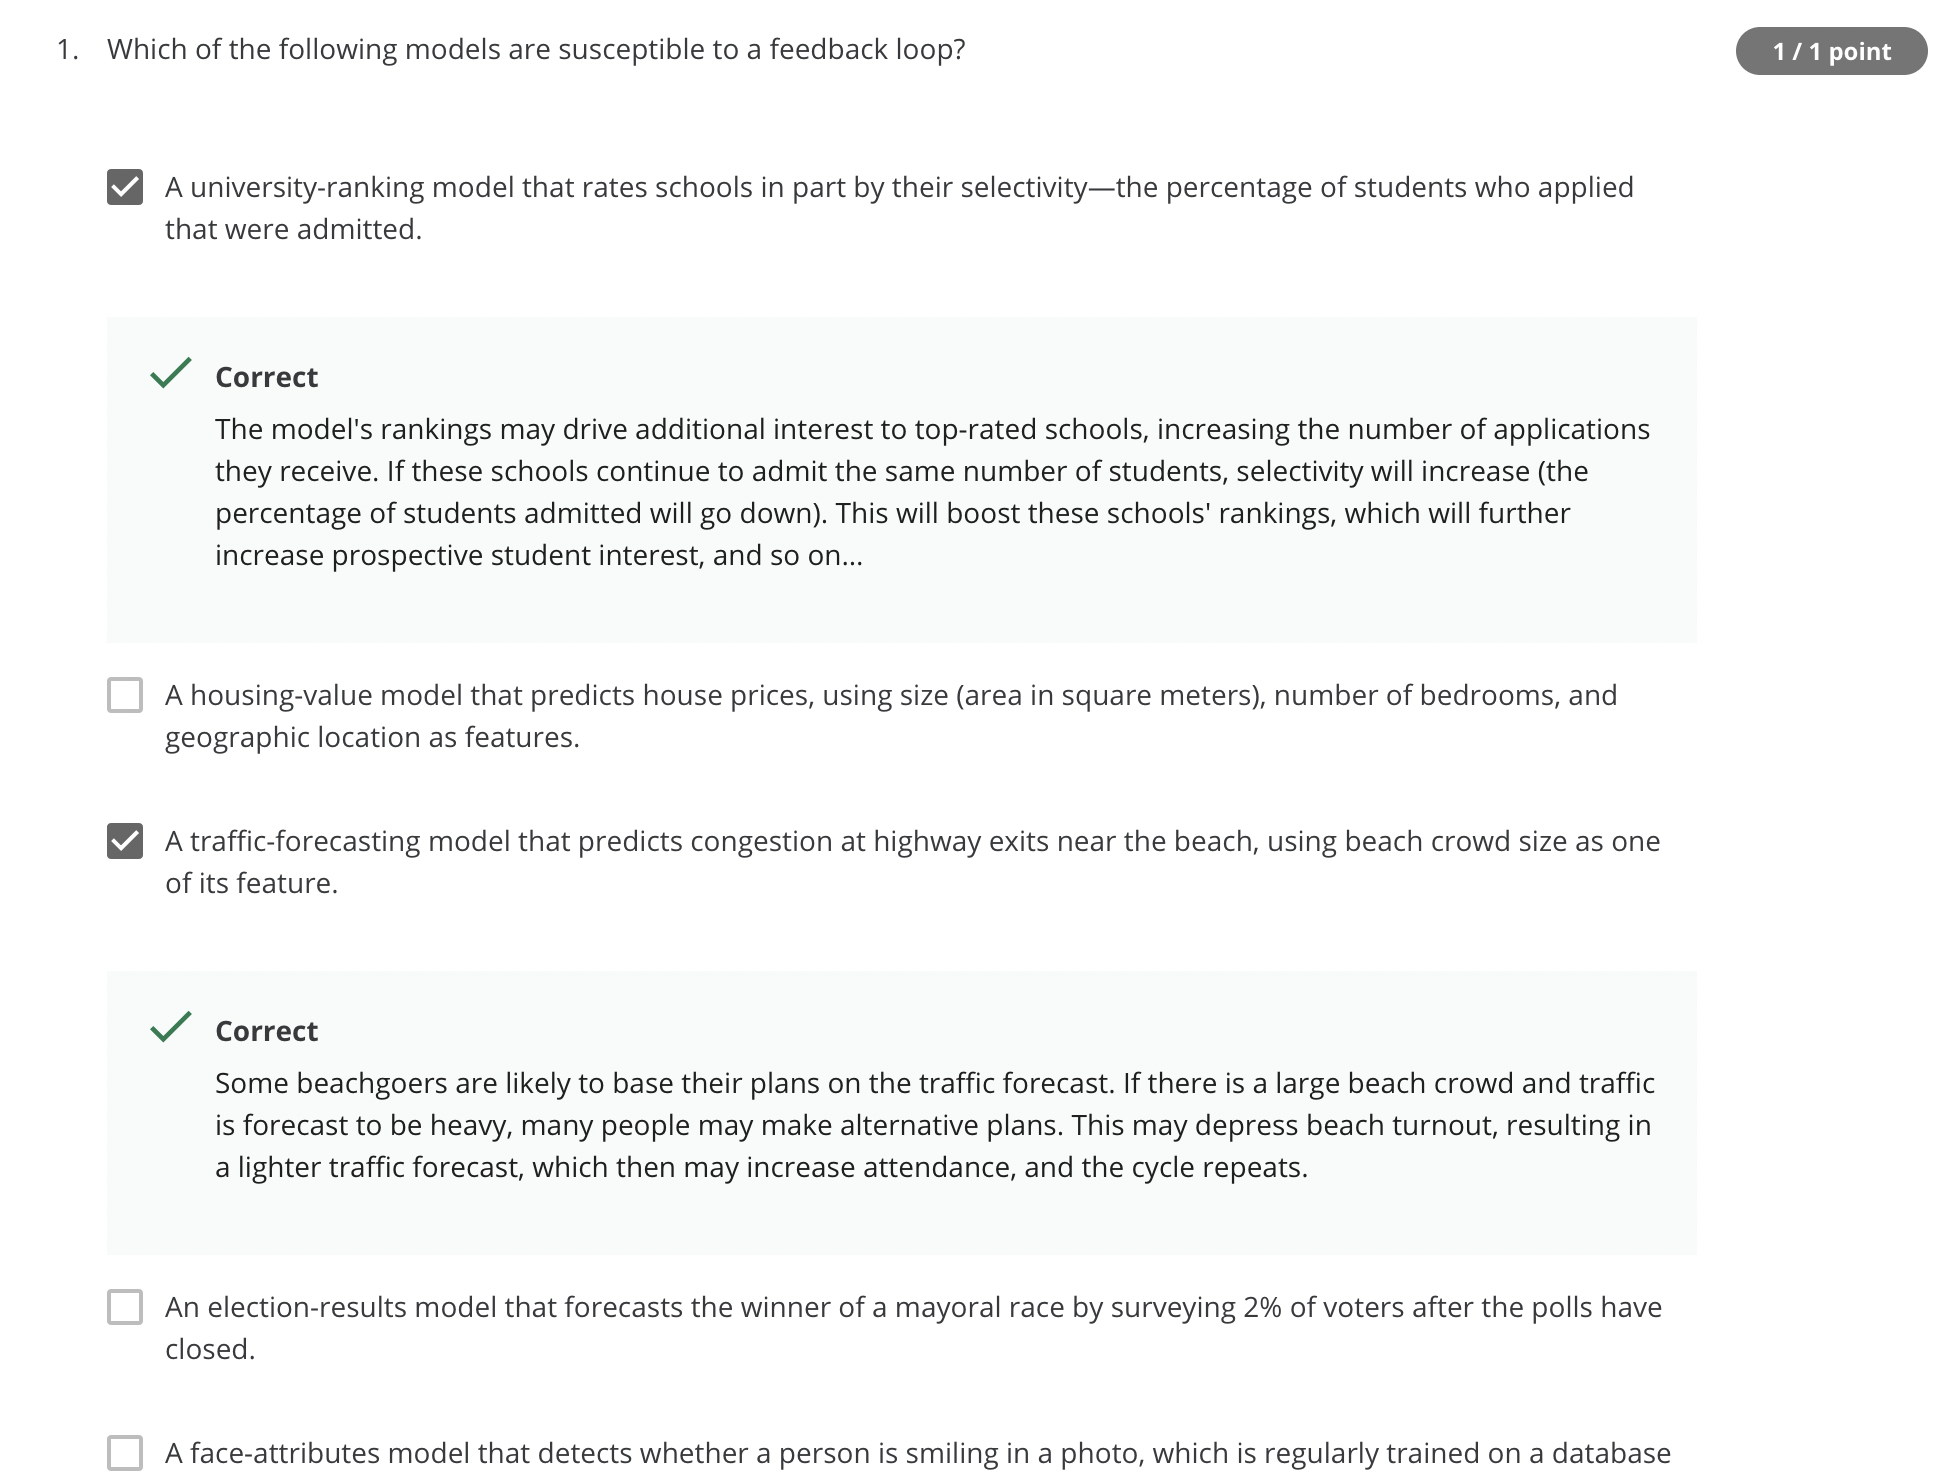 1. Which of the following models are susceptible to a feedback loop?
1 / 1 point
A university-ranking model that rates schools in part by their selectivity—the percentage of students who applied
that were admitted.
Correct
The model's rankings may drive additional interest to top-rated schools, increasing the number of applications
they receive. If these schools continue to admit the same number of students, selectivity will increase (the
percentage of students admitted will go down). This will boost these schools' rankings, which will further
increase prospective student interest, and so on...
A housing-value model that predicts house prices, using size (area in square meters), number of bedrooms, and
geographic location as features.
A traffic-forecasting model that predicts congestion at highway exits near the beach, using beach crowd size as one
of its feature.
Correct
Some beachgoers are likely to base their plans on the traffic forecast. If there is a large beach crowd and traffic
is forecast to be heavy, many people may make alternative plans. This may depress beach turnout, resulting in
a lighter traffic forecast, which then may increase attendance, and the cycle repeats.
An election-results model that forecasts the winner of a mayoral race by surveying 2% of voters after the polls have
closed.
A face-attributes model that detects whether a person is smiling in a photo, which is regularly trained on a database